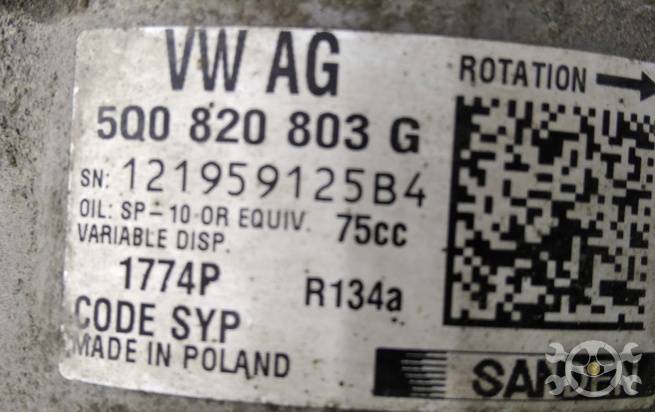 VW AG
ROTATION
5Q0 820 803 G
SN: 121959125B4
OIL: SP-10 OR EQUIV. 75cc
VARIABLE DISP.
1774P R134a
CODE SYP
MADE IN POLAND
SANDEN